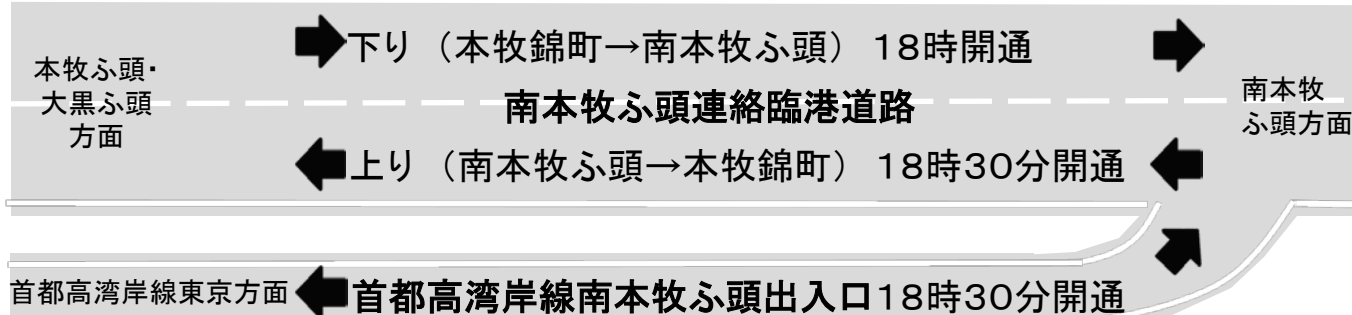 下り （本牧錦町→南本牧ふ頭） １８時開通
本牧ふ頭・
大黒ふ頭
方面
南本牧ふ頭連絡臨港道路
南本牧
ふ頭方面
上り （南本牧ふ頭→本牧錦町） １８時３０分開通
首都高湾岸線東京方面
首都高湾岸線南本牧ふ頭出入口１８時３０分開通